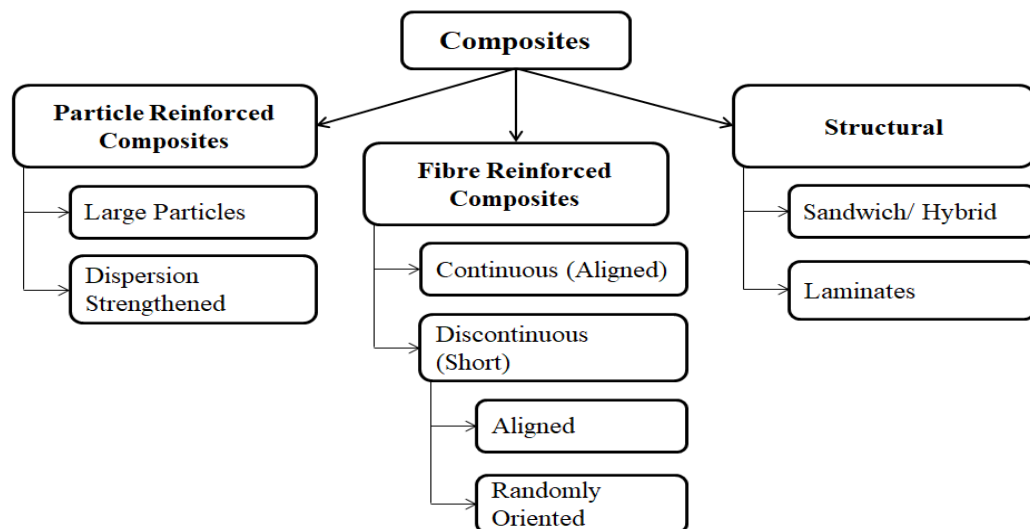 Composites
Particle Reinforced
Composites
Large Particles
Dispersion
Strengthened
Fibre Reinforced
Composites
Continuous (Aligned)
Discontinuous
(Short)
Aligned
Randomly
Oriented
Structural
Sandwich/ Hybrid
Laminates